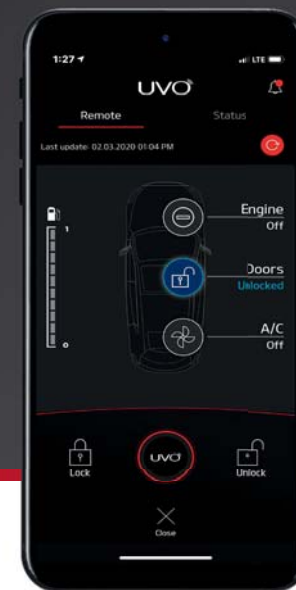 1:27
LTE
UVO
Remote
Status
Last update: 02.03.2020 01:04 PM
Engine
Off
Doors
Unlocked
A/C
Off
1
0
UVO
Lock
Unlock
Close